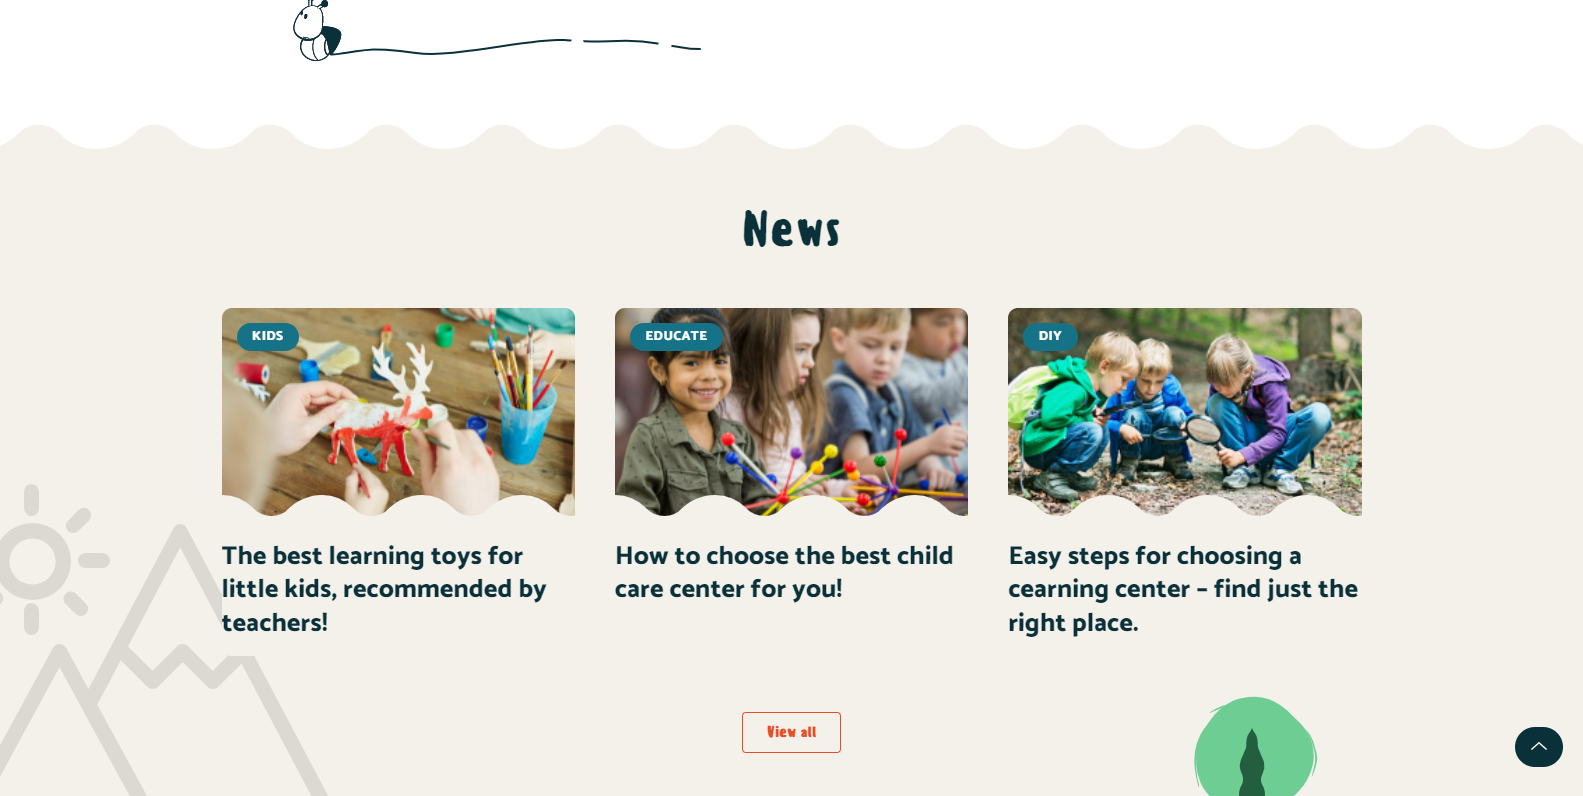 News
KIDS
EDUCATE
DIY
The best learning toys for
little kids, recommended by
teachers!
How to choose the best child
care center for you!
Easy steps for choosing a
cearning center – find just the
right place.
View all